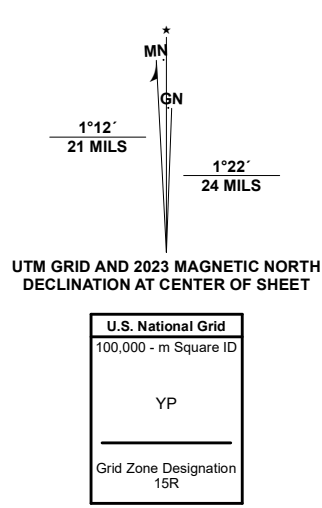 ★
MN
GN
1°12´
21 MILS
1°22´
24 MILS
UTM GRID AND 2023 MAGNETIC NORTH
DECLINATION AT CENTER OF SHEET
U.S. National Grid
100,000 - m Square ID
YP
Grid Zone Designation
15R